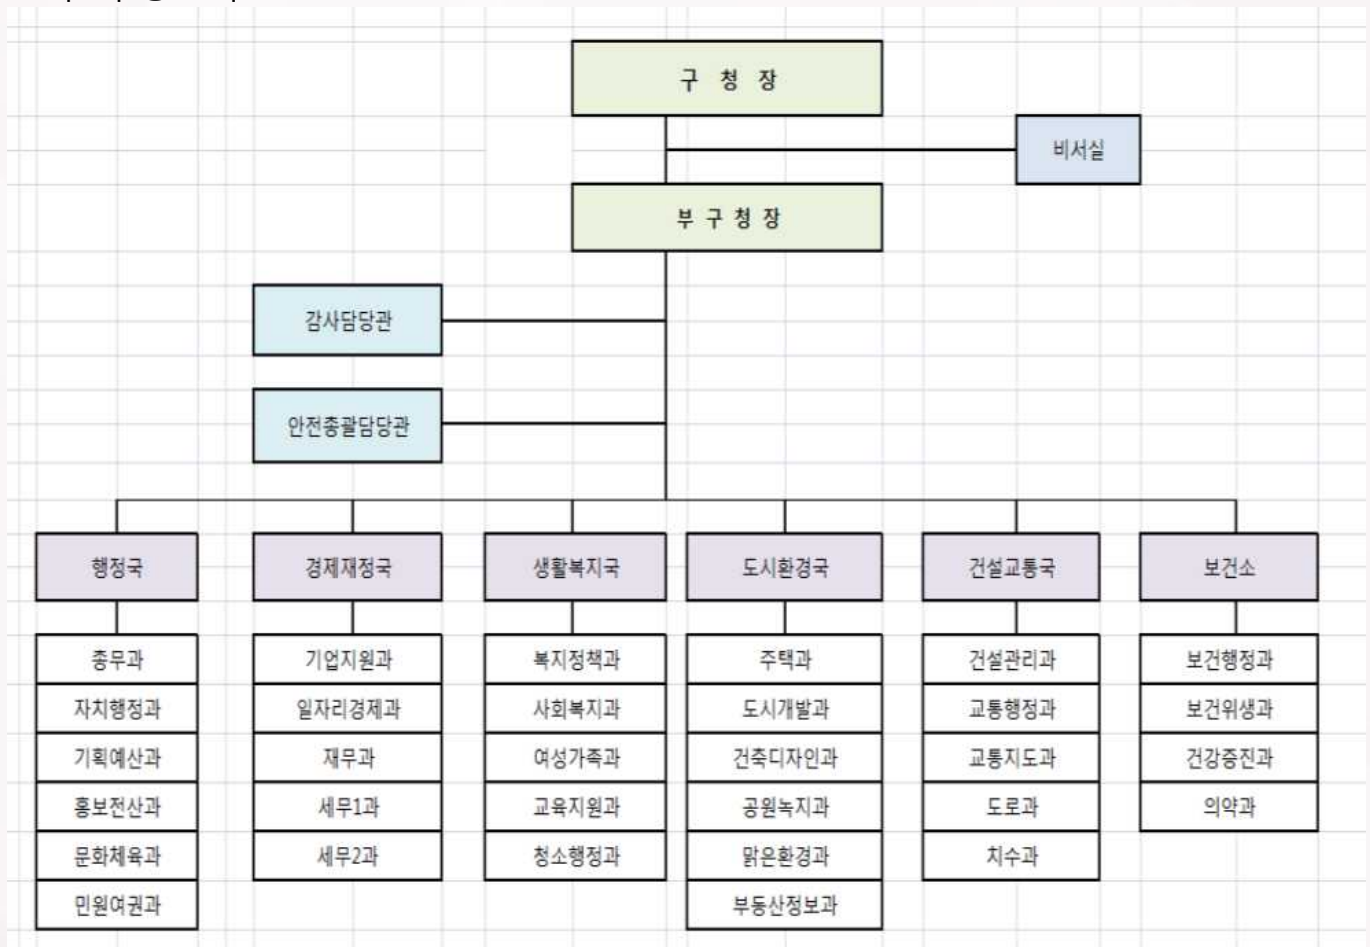 구 청 장
비서실
부 구 청 장
감사담당관
안전총괄담당관
행정국 경제재정국 생활복지국 도시환경국 건설교통국 보건소
총무과 기업지원과 복지정책과 주택과 건설관리과 보건행정과
자치행정과 일자리경제과 사회복지과 도시개발과 교통행정과 보건위생과
기획예산과 재무과 여성가족과 건축디자인과 교통지도과 건강증진과
홍보전산과 세무1과 교육지원과 공원녹지과 도로과 의약과
문화체육과 세무2과 청소행정과 맑은환경과 치수과
민원여권과 부동산정보과